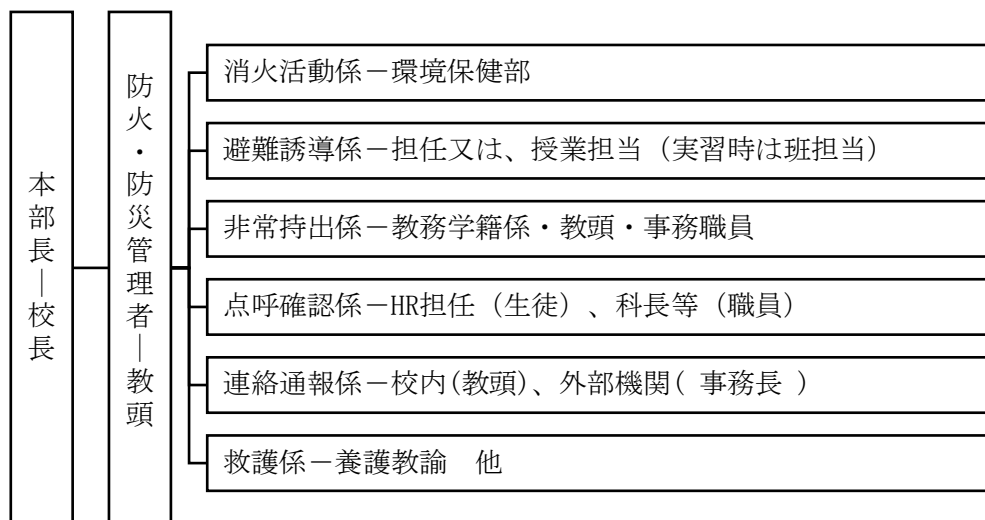 本部長―校長
防火・防災管理者―教頭
消火活動係－環境保健部
避難誘導係－担任又は、授業担当（実習時は班担当）
非常持出係－教務学籍係・教頭・事務職員
点呼確認係－HR担任（生徒）、科長等（職員）
連絡通報係－校内(教頭)、外部機関( 事務長 )
救護係－養護教諭　他